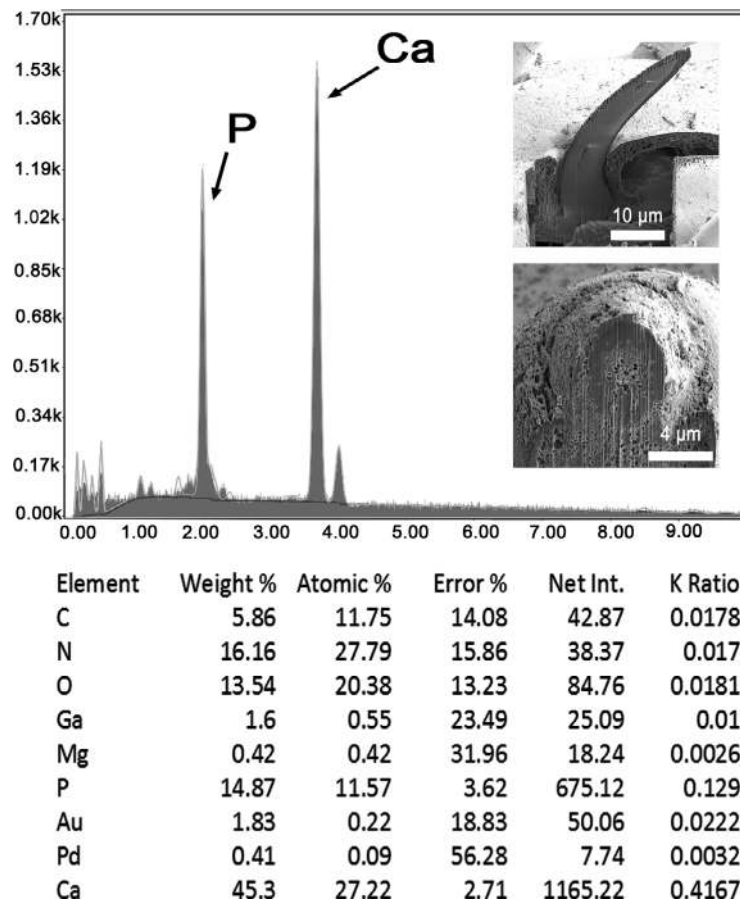 1.70k
Ca
1.53k
1.36k
P
1.19k
10 µm
1.02k
0.85k
0.68k
0.51k
0.34k
4 µm
0.17k
0.00k
0.00 1.00 2.00 3.00 4.00 5.00 6.00 7.00 8.00 9.00
Element Weight % Atomic % Error % Net Int. K Ratio
C 5.86 11.75 14.08 42.87 0.0178
N 16.16 27.79 15.86 38.37 0.017
O 13.54 20.38 13.23 84.76 0.0181
Ga 1.6 0.55 23.49 25.09 0.01
Mg 0.42 0.42 31.96 18.24 0.0026
P 14.87 11.57 3.62 675.12 0.129
Au 1.83 0.22 18.83 50.06 0.0222
Pd 0.41 0.09 56.28 7.74 0.0032
Ca 45.3 27.22 2.71 1165.22 0.4167